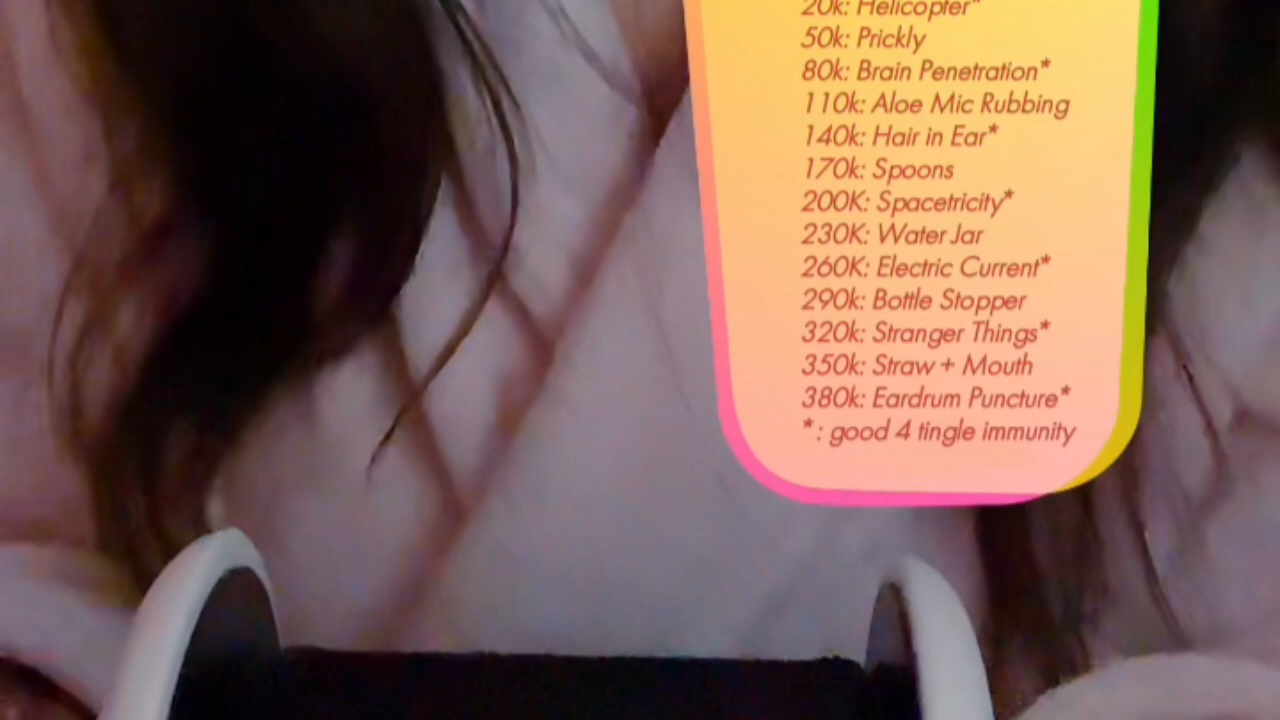 20k: Helicopter*
50k: Prickly
80k: Brain Penetration*
110k: Aloe Mic Rubbing
140k: Hair in Ear*
170k: Spoons
200K: Spacetricity*
230K: Water Jar
260K: Electric Current*
290k: Bottle Stopper
320k: Stranger Things*
350k: Straw + Mouth
380k: Eardrum Puncture*
*: good 4 tingle immunity